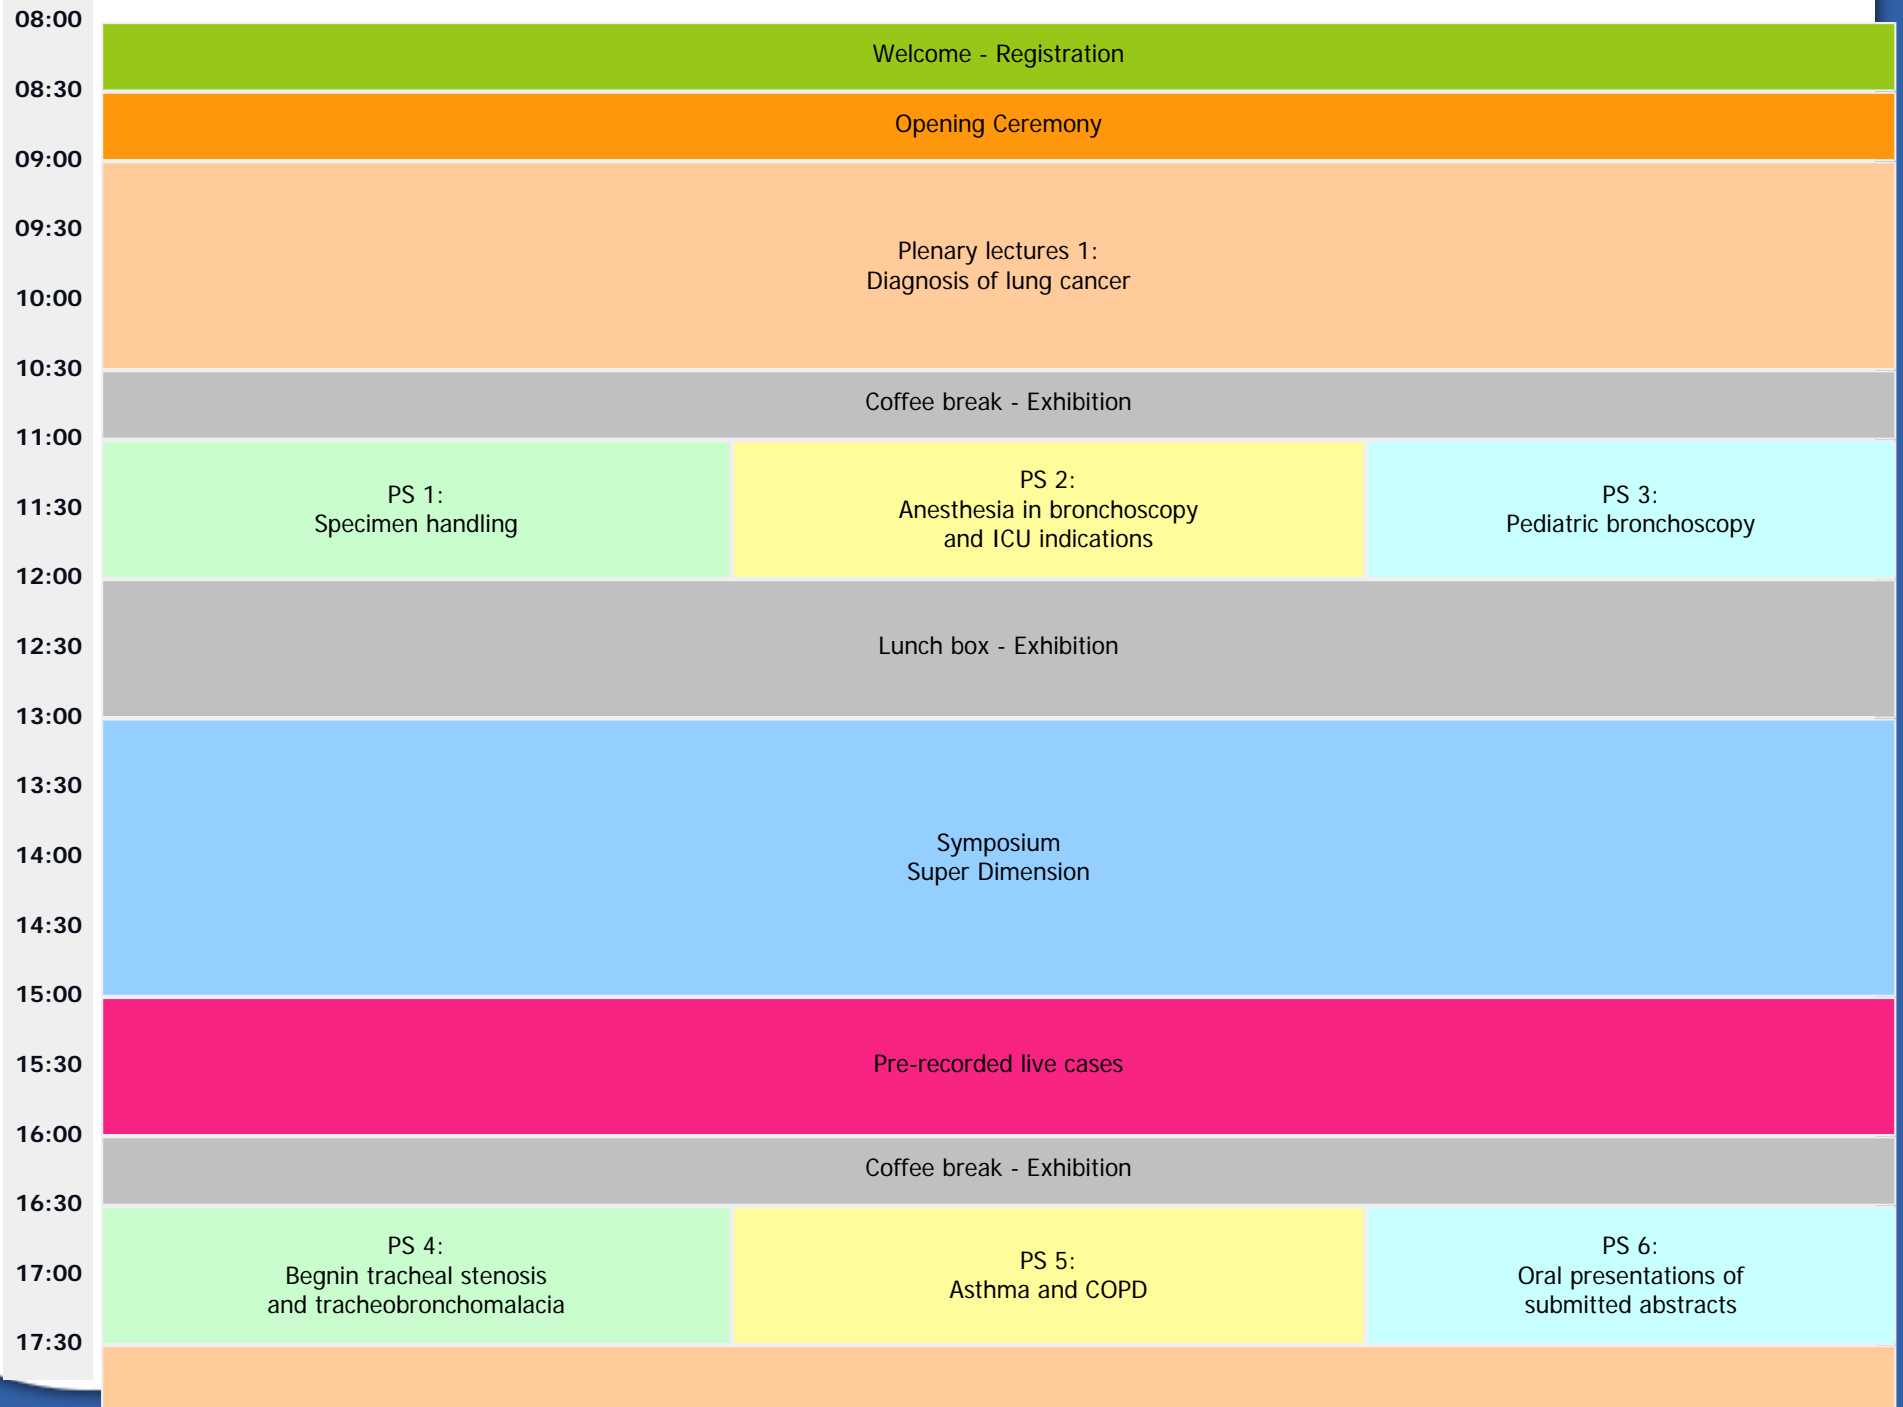 08:00
Welcome - Registration
08:30
Opening Ceremony
09:00
09:30
Plenary lectures 1:
Diagnosis of lung cancer
10:00
10:30
Coffee break - Exhibition
11:00
PS 1:
Specimen handling
PS 2:
Anesthesia in bronchoscopy
and ICU indications
PS 3:
Pediatric bronchoscopy
11:30
12:00
12:30
Lunch box - Exhibition
13:00
13:30
14:00
Symposium
Super Dimension
14:30
15:00
15:30
Pre-recorded live cases
16:00
Coffee break - Exhibition
16:30
PS 4:
Begnin tracheal stenosis
and tracheobronchomalacia
PS 5:
Asthma and COPD
PS 6:
Oral presentations of
submitted abstracts
17:00
17:30